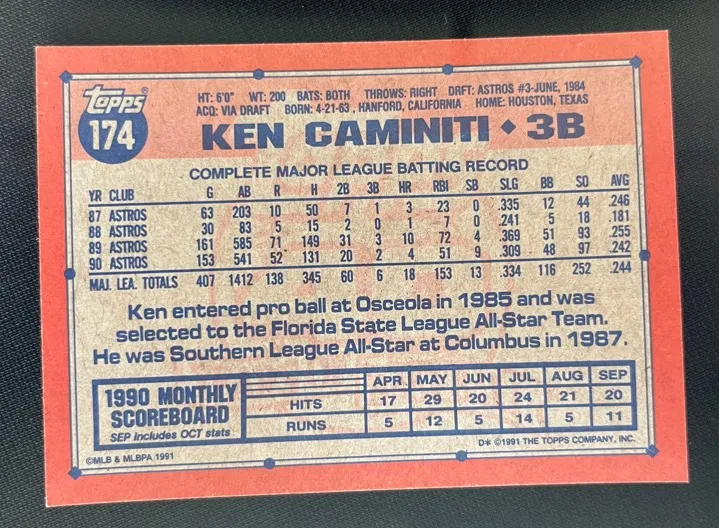 topps®
174
HT: 6'0" WT: 200 BATS: BOTH THROWS: RIGHT DRFT: ASTROS #3-JUNE, 1984
ACQ: VIA DRAFT BORN: 4-21-63, HANFORD, CALIFORNIA HOME: HOUSTON, TEXAS
KEN CAMINITI ◆ 3B
COMPLETE MAJOR LEAGUE BATTING RECORD
YR CLUB G AB R H 2B 3B HR RBI SB SLG BB SO AVG
87 ASTROS 63 203 10 50 7 1 3 23 0 .335 12 44 .246
88 ASTROS 30 83 5 15 2 0 1 7 0 .241 5 18 .181
89 ASTROS 161 585 71 149 31 3 10 72 4 .369 51 93 .255
90 ASTROS 153 541 52 131 20 2 4 51 9 .309 48 97 .242
MAJ. LEA. TOTALS 407 1412 138 345 60 6 18 153 13 .334 116 252 .244
Ken entered pro ball at Osceola in 1985 and was
selected to the Florida State League All-Star Team.
He was Southern League All-Star at Columbus in 1987.
1990 MONTHLY
SCOREBOARD
SEP includes OCT stats
APR MAY JUN JUL AUG SEP
HITS 17 29 20 24 21 20
RUNS 5 12 5 14 5 11
©MLB & MLBPA 1991
D* ©1991 THE TOPPS COMPANY, INC.